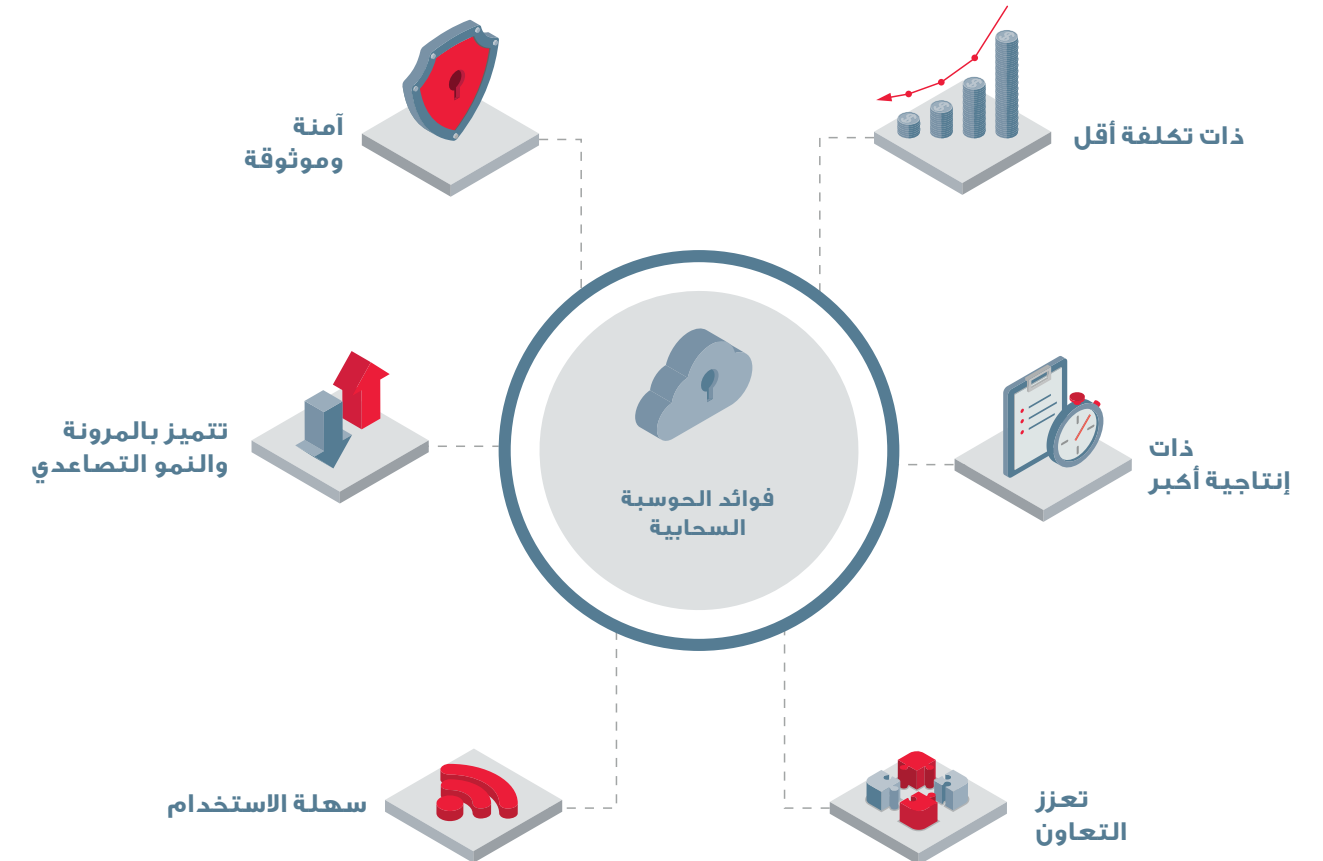 ذات تكلفة أقل
آمنة
وموثوقة
ذات
إنتاجية أكبر
تتميز بالمرونة
والنمو التصاعدي
فوائد الحوسبة
السحابية
تعزز
التعاون
سهلة الاستخدام